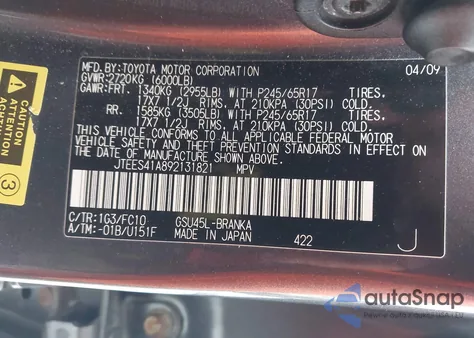 MFD.BY:TOYOTA MOTOR CORPORATION 04/09
GVWR:2720KG (6000LB)
GAWR:FRT. 1340KG (2955LB) WITH P245/65R17 TIRES.
17X7 1/2J RIMS. AT 210KPA (30PSI) COLD.
RR. 1585KG (3505LB) WITH P245/65R17 TIRES.
17X7 1/2J RIMS. AT 210KPA (30PSI) COLD.
THIS VEHICLE CONFORMS TO ALL APPLICABLE FEDERAL MOTOR
VEHICLE SAFETY AND THEFT PREVENTION STANDARDS IN
EFFECT ON THE DATE OF MANUFACTURE SHOWN ABOVE.
JTEES41A892131821 MPV
C/TR:1G3/FC10 GSU45L-BRANKA
A/TM:-01B/U151F MADE IN JAPAN 422 J
CAUTION
ATTENTION
3
autaSnap